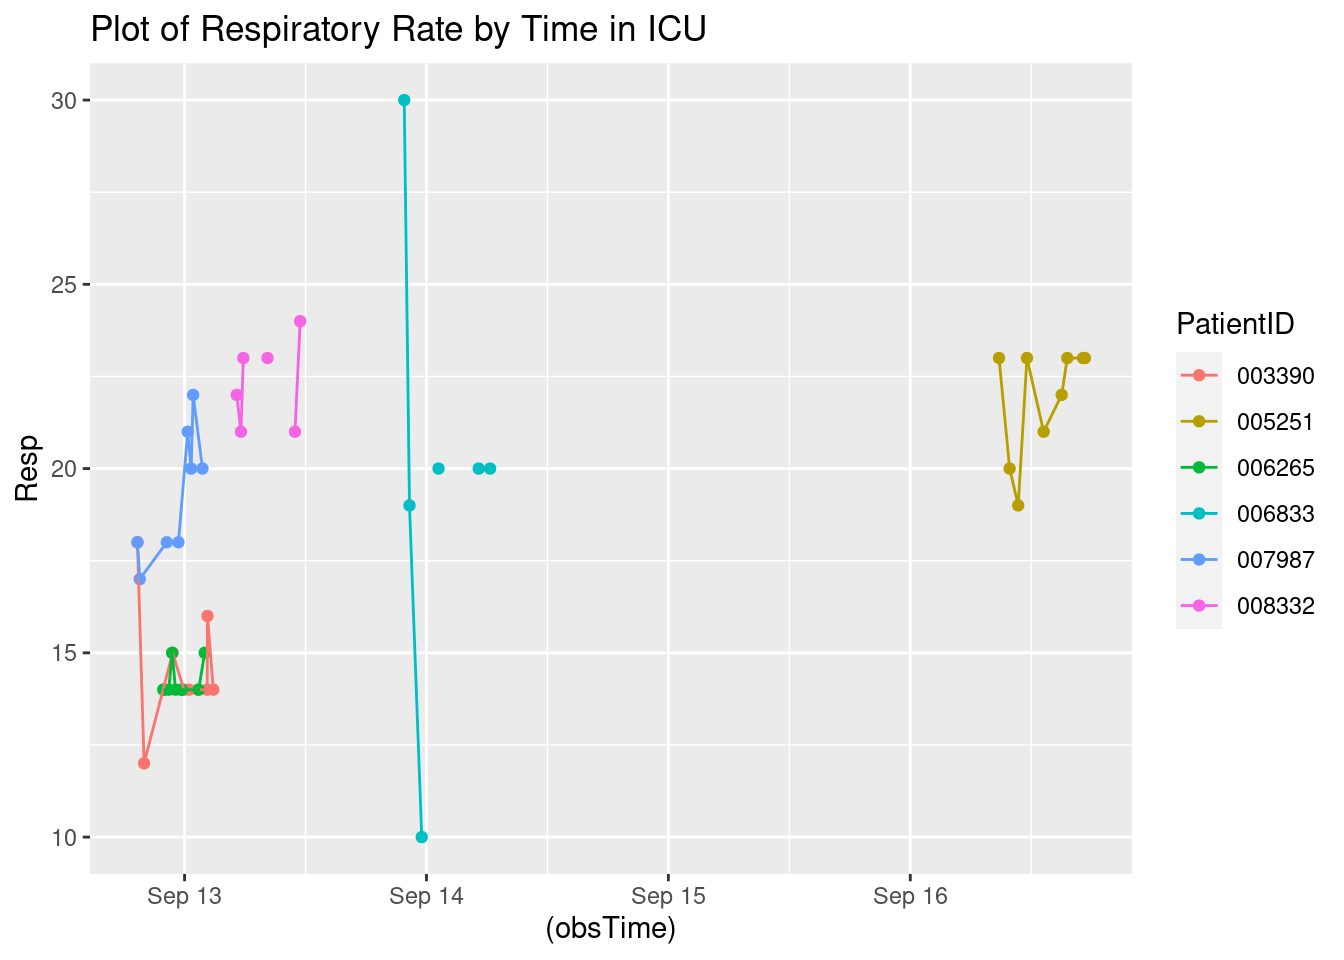 Plot of Respiratory Rate by Time in ICU
30
25
20
15
10
Resp
Sep 13
Sep 14
Sep 15
Sep 16
(obsTime)
PatientID
003390
005251
006265
006833
007987
008332